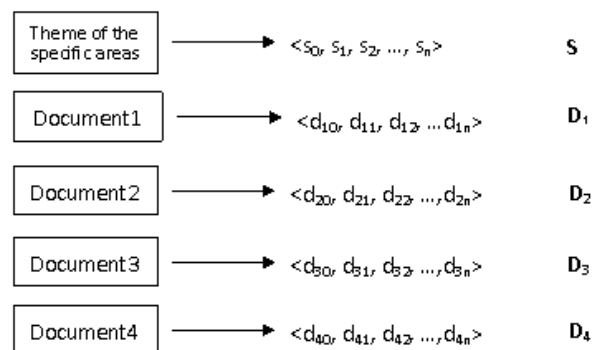 Theme of the
specific areas
<s₀, s₁, s₂, ..., sₙ>
S
Document1
<d₁₀, d₁₁, d₁₂, ...d₁ₙ>
D₁
Document2
<d₂₀, d₂₁, d₂₂, ...,d₂ₙ>
D₂
Document3
<d₃₀, d₃₁, d₃₂, ...,d₃ₙ>
D₃
Document4
<d₄₀, d₄₁, d₄₂, ...,d₄ₙ>
D₄